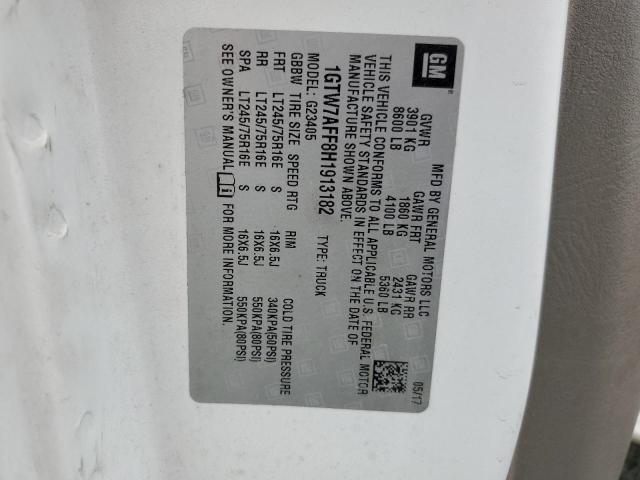 GM
MFD BY GENERAL MOTORS LLC
GVWR GAWR FRT GAWR RR
3901 KG 1860 KG 2431 KG
8600 LB 4100 LB 5360 LB
05/17
THIS VEHICLE CONFORMS TO ALL APPLICABLE U.S. FEDERAL MOTOR
VEHICLE SAFETY STANDARDS IN EFFECT ON THE DATE OF
MANUFACTURE SHOWN ABOVE.
1GTW7AFF8H1913182
MODEL: G23405 TYPE: TRUCK
GBBW TIRE SIZE SPEED RTG RIM COLD TIRE PRESSURE
FRT LT245/75R16E S 16X6.5J 340KPA(50PSI)
RR LT245/75R16E S 16X6.5J 550KPA(80PSI)
SPA LT245/75R16E S 16X6.5J 550KPA(80PSI)
SEE OWNER'S MANUAL i FOR MORE INFORMATION.